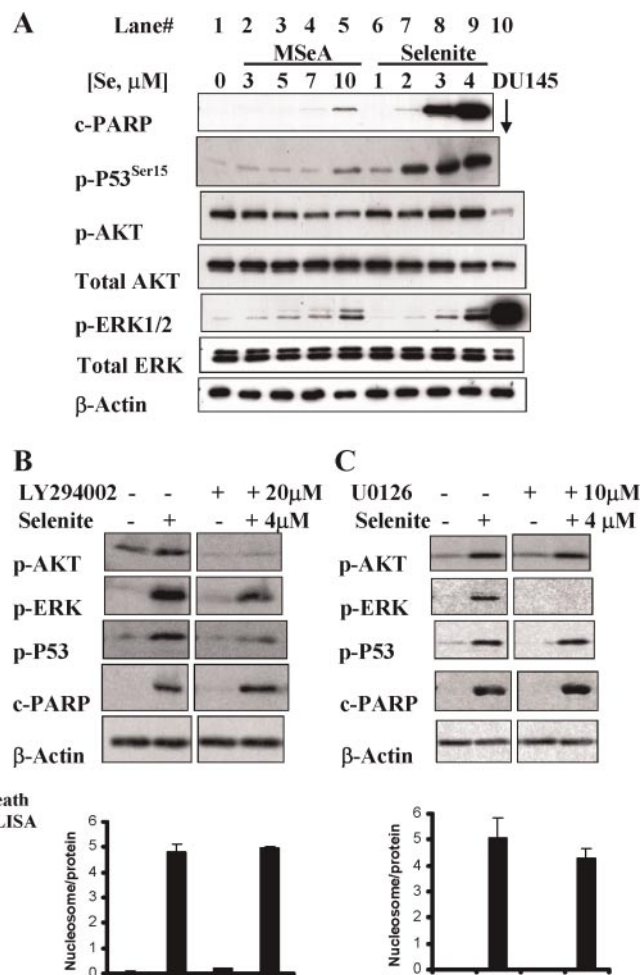 A Lane# 1 2 3 4 5 6 7 8 9 10
MSeA Selenite
[Se, μM] 0 3 5 7 10 1 2 3 4 DU145
c-PARP
p-P53Ser15
p-AKT
Total AKT
p-ERK1/2
Total ERK
β-Actin
B
LY294002 - - + + 20μM
Selenite - + - + 4μM
p-AKT
p-ERK
p-P53
c-PARP
β-Actin
eath
LISA
Nucleosome/protein
6
5
4
3
2
1
0
C
U0126 - - + + 10μM
Selenite - + - + 4 μM
p-AKT
p-ERK
p-P53
c-PARP
β-Actin
Nucleosome/protein
6
5
4
3
2
1
0